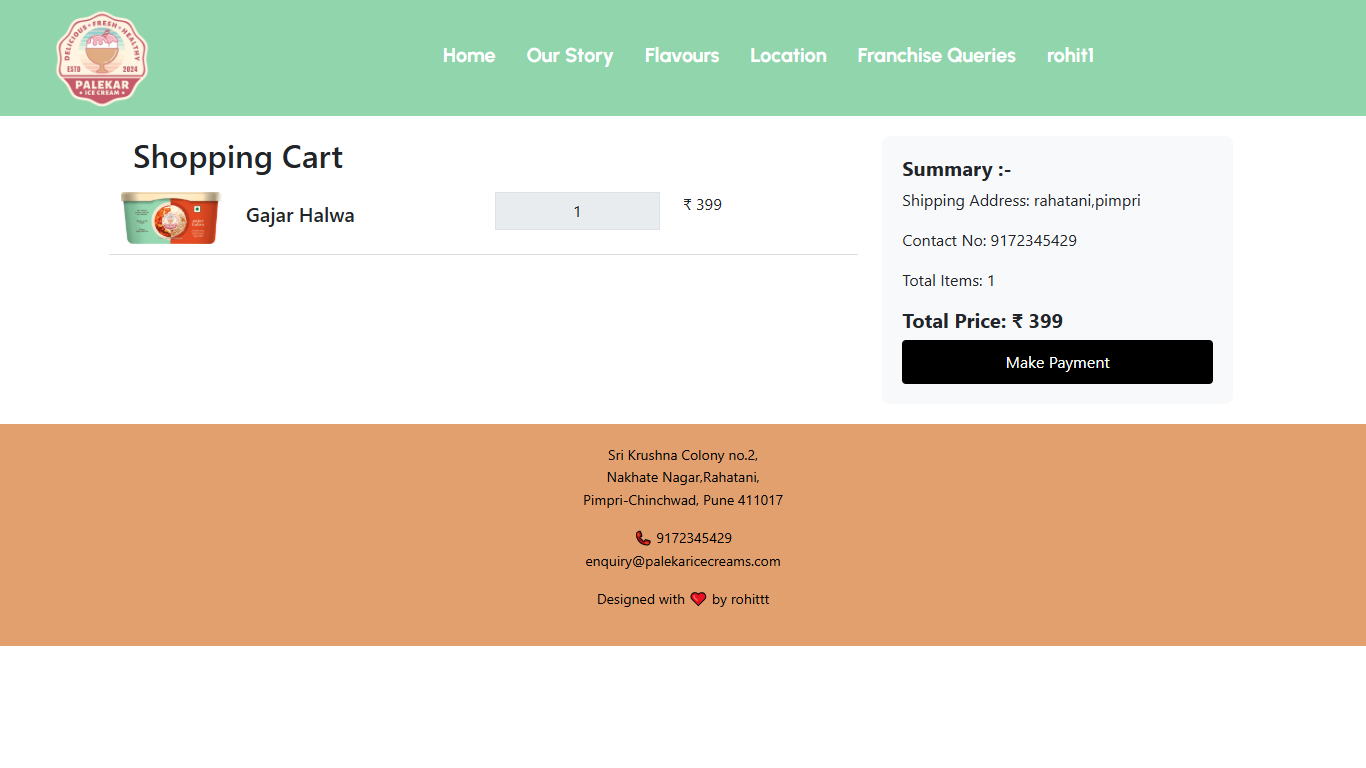 DELICIOUS • FRESH • HEALTHY
ESTD 2024
PALEKAR
• ICE CREAM •
Home Our Story Flavours Location Franchise Queries rohit1
Shopping Cart
Gajar Halwa 1 ₹ 399
Summary :-
Shipping Address: rahatani,pimpri
Contact No: 9172345429
Total Items: 1
Total Price: ₹ 399
Make Payment
Sri Krushna Colony no.2,
Nakhate Nagar,Rahatani,
Pimpri-Chinchwad, Pune 411017
📞 9172345429
enquiry@palekaricecreams.com
Designed with ❤ by rohittt